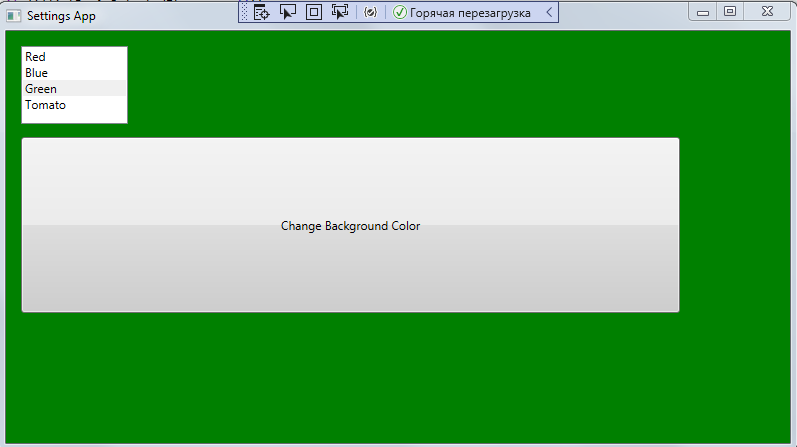 Settings App
Горячая перезагрузка
Red
Blue
Green
Tomato
Change Background Color